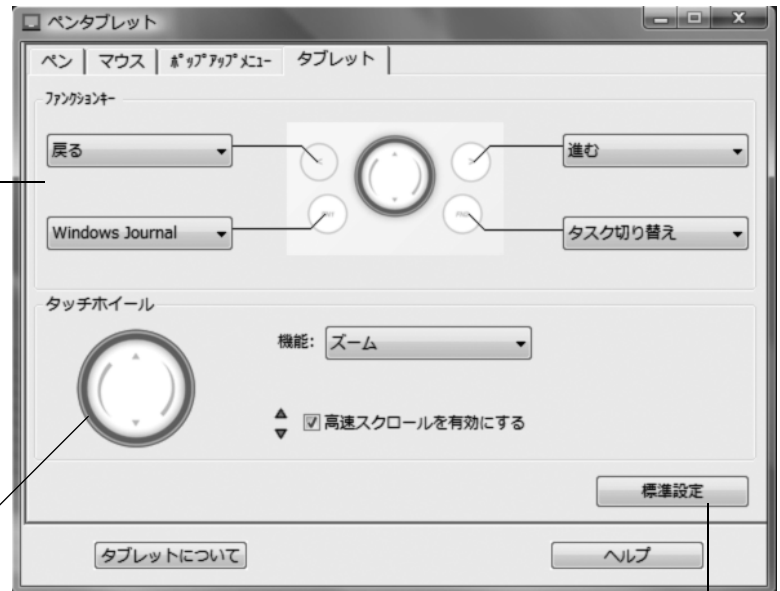 ペンタブレット
ペン マウス ﾎﾟｯﾌﾟｱｯﾌﾟﾒﾆｭｰ タブレット
ﾌｧﾝｸｼｮﾝｷｰ
戻る 進む
Windows Journal タスク切り替え
タッチホイール
機能: ズーム
高速スクロールを有効にする
標準設定
タブレットについて ヘルプ